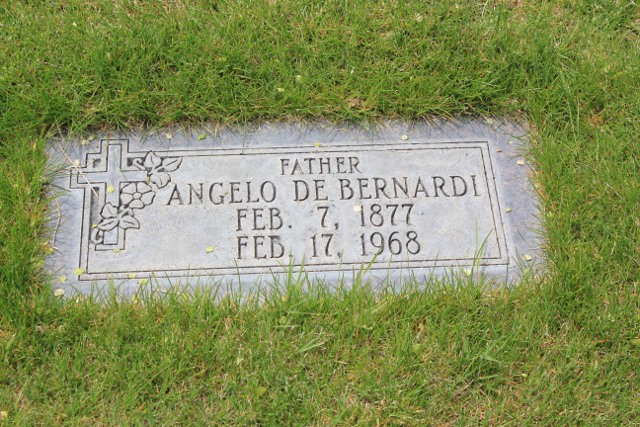 FATHER
ANGELO DE BERNARDI
FEB. 7, 1877
FEB. 17, 1968